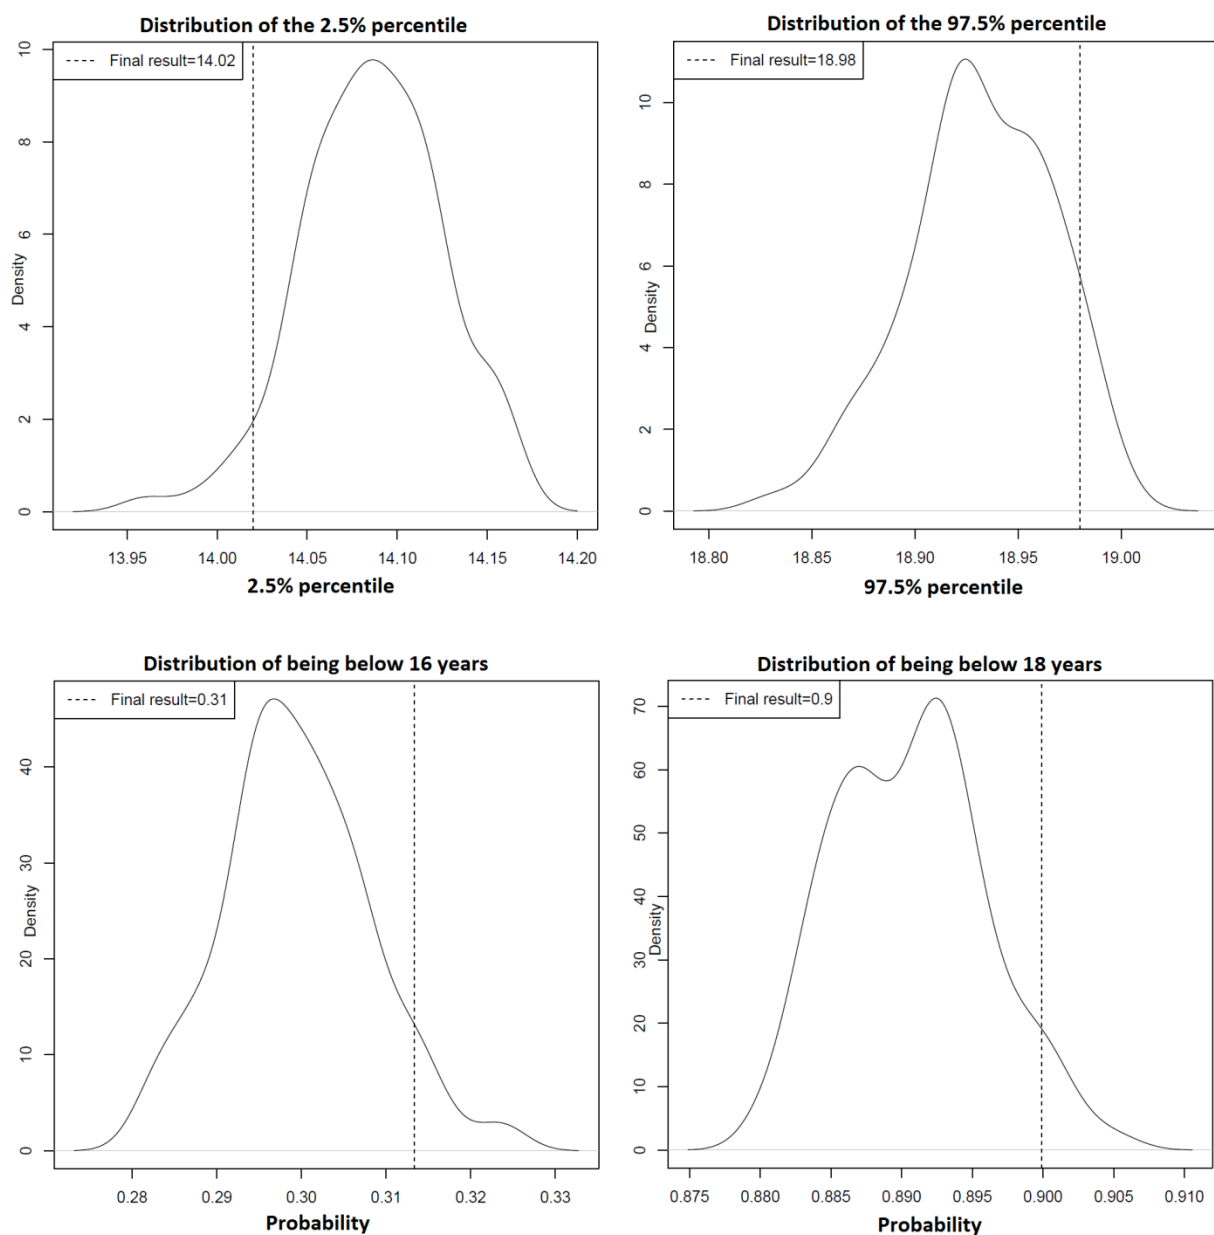 Distribution of the 2.5% percentile
Final result=14.02
10
8
6
4
2
0
Density
13.95 14.00 14.05 14.10 14.15 14.20
2.5% percentile
Distribution of the 97.5% percentile
Final result=18.98
10
8
6
4
2
0
Density
18.80 18.85 18.90 18.95 19.00
97.5% percentile
Distribution of being below 16 years
Final result=0.31
40
30
20
10
0
Density
0.28 0.29 0.30 0.31 0.32 0.33
Probability
Distribution of being below 18 years
Final result=0.9
70
60
50
40
30
20
10
0
Density
0.875 0.880 0.885 0.890 0.895 0.900 0.905 0.910
Probability